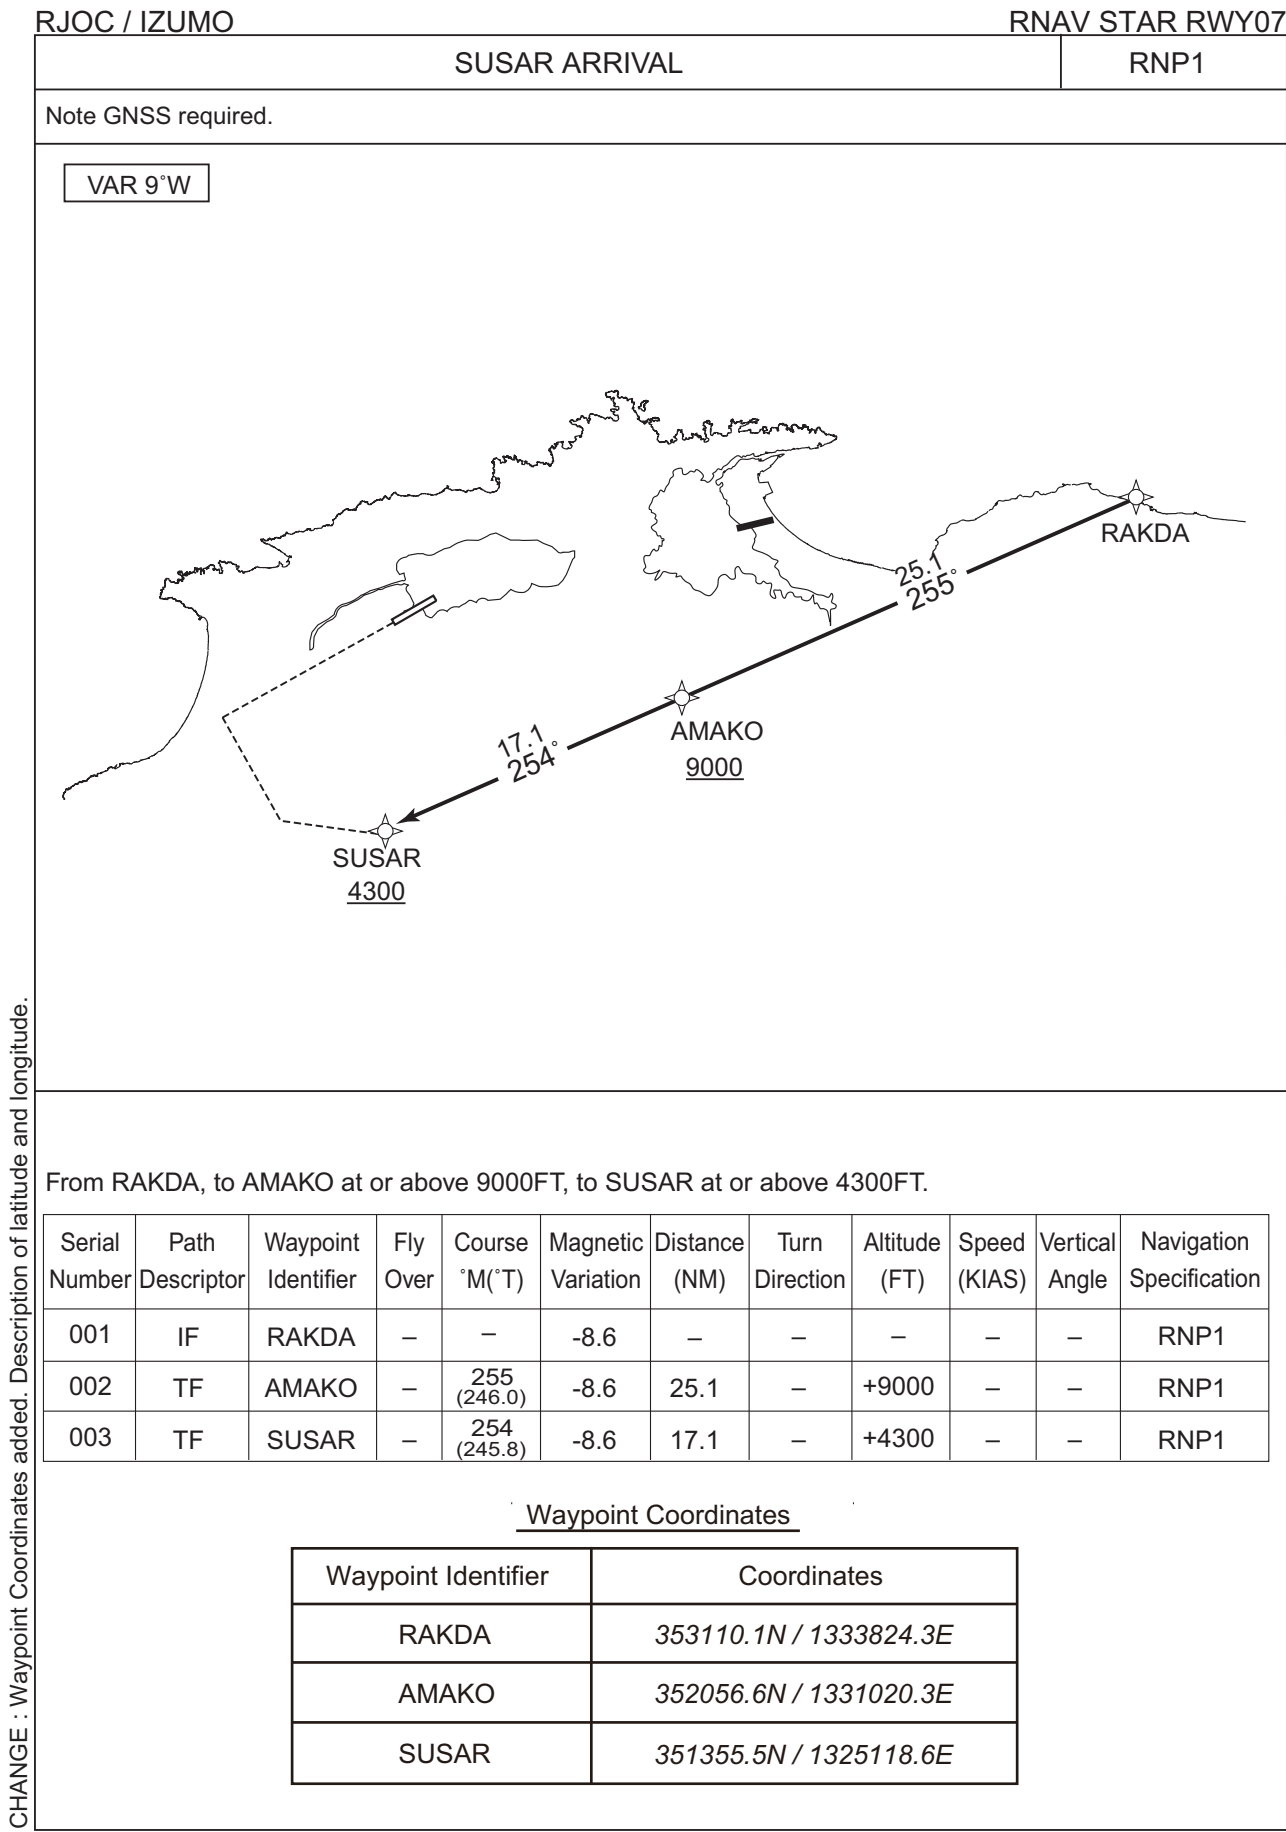 RJOC / IZUMO
RNAV STAR RWY07
SUSAR ARRIVAL
RNP1
Note GNSS required.
VAR 9˚W
RAKDA
25.1
255˚
AMAKO
9000
17.1
254˚
SUSAR
4300
CHANGE : Waypoint Coordinates added. Description of latitude and longitude.
From RAKDA, to AMAKO at or above 9000FT, to SUSAR at or above 4300FT.
Serial Number Path Descriptor Waypoint Identifier Fly Over Course ˚M(˚T) Magnetic Variation Distance (NM) Turn Direction Altitude (FT) Speed (KIAS) Vertical Angle Navigation Specification
001 IF RAKDA – – -8.6 – – – – – RNP1
002 TF AMAKO – 255 (246.0) -8.6 25.1 – +9000 – – RNP1
003 TF SUSAR – 254 (245.8) -8.6 17.1 – +4300 – – RNP1
Waypoint Coordinates
Waypoint Identifier Coordinates
RAKDA 353110.1N / 1333824.3E
AMAKO 352056.6N / 1331020.3E
SUSAR 351355.5N / 1325118.6E